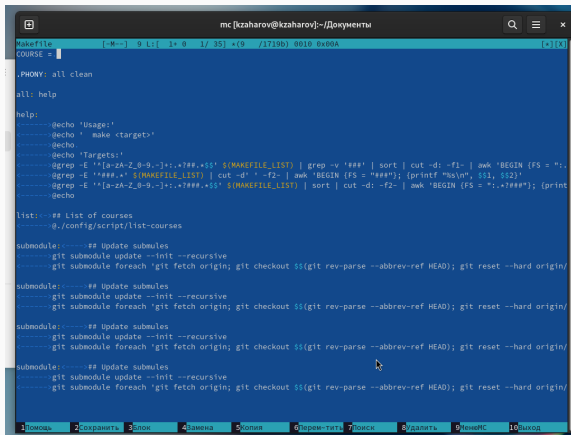 mc [kzaharov@kzaharov]:~/Документы
Makefile [-M--] 9 L:[ 1+ 0 1/ 35] *(9 /1719b) 0010 0x00A [*][X]
COURSE =
.PHONY: all clean
all: help
help:
<------>@echo 'Usage:'
<------>@echo '  make <target>'
<------>@echo
<------>@echo 'Targets:'
<------>@grep -E '^[a-zA-Z_0-9.-]+:.*?##.*$$' $(MAKEFILE_LIST) | grep -v '###' | sort | cut -d: -f1- | awk 'BEGIN {FS = ":.
<------>@grep -E '^###.*' $(MAKEFILE_LIST) | cut -d' ' -f2- | awk 'BEGIN {FS = "###"}; {printf "%s\n", $$1, $$2}'
<------>@grep -E '^[a-zA-Z_0-9.-]+:.*?###.*$$' $(MAKEFILE_LIST) | sort | cut -d: -f2- | awk 'BEGIN {FS = ":.*?###"}; {print
<------>@echo
list:<-->## List of courses
<------>@./config/script/list-courses
submodule:<---->## Update submules
<------>git submodule update --init --recursive
<------>git submodule foreach 'git fetch origin; git checkout $$(git rev-parse --abbrev-ref HEAD); git reset --hard origin/
submodule:<---->## Update submules
<------>git submodule update --init --recursive
<------>git submodule foreach 'git fetch origin; git checkout $$(git rev-parse --abbrev-ref HEAD); git reset --hard origin/
submodule:<---->## Update submules
<------>git submodule update --init --recursive
<------>git submodule foreach 'git fetch origin; git checkout $$(git rev-parse --abbrev-ref HEAD); git reset --hard origin/
submodule:<---->## Update submules
<------>git submodule update --init --recursive
<------>git submodule foreach 'git fetch origin; git checkout $$(git rev-parse --abbrev-ref HEAD); git reset --hard origin/
1Помощь 2Сохранить 3Блок 4Замена 5Копия 6Перем~тить 7Поиск 8Удалить 9МенюMC 10Выход